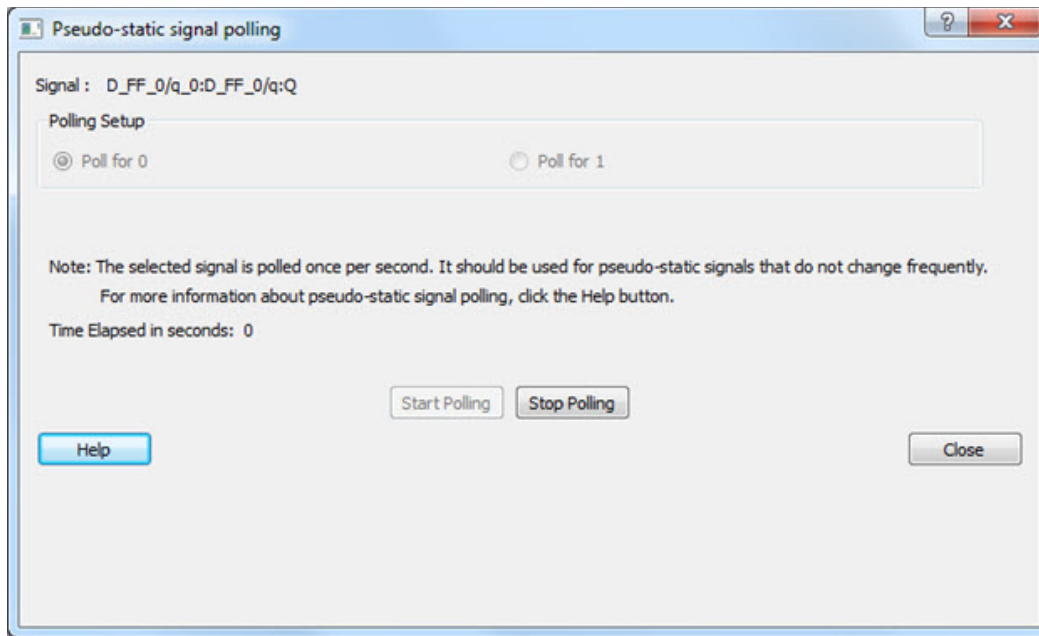 Pseudo-static signal polling
Signal : D_FF_0/q_0:D_FF_0/q:Q
Polling Setup
Poll for 0 Poll for 1
Note: The selected signal is polled once per second. It should be used for pseudo-static signals that do not change frequently.
For more information about pseudo-static signal polling, click the Help button.
Time Elapsed in seconds: 0
Start Polling Stop Polling
Help Close